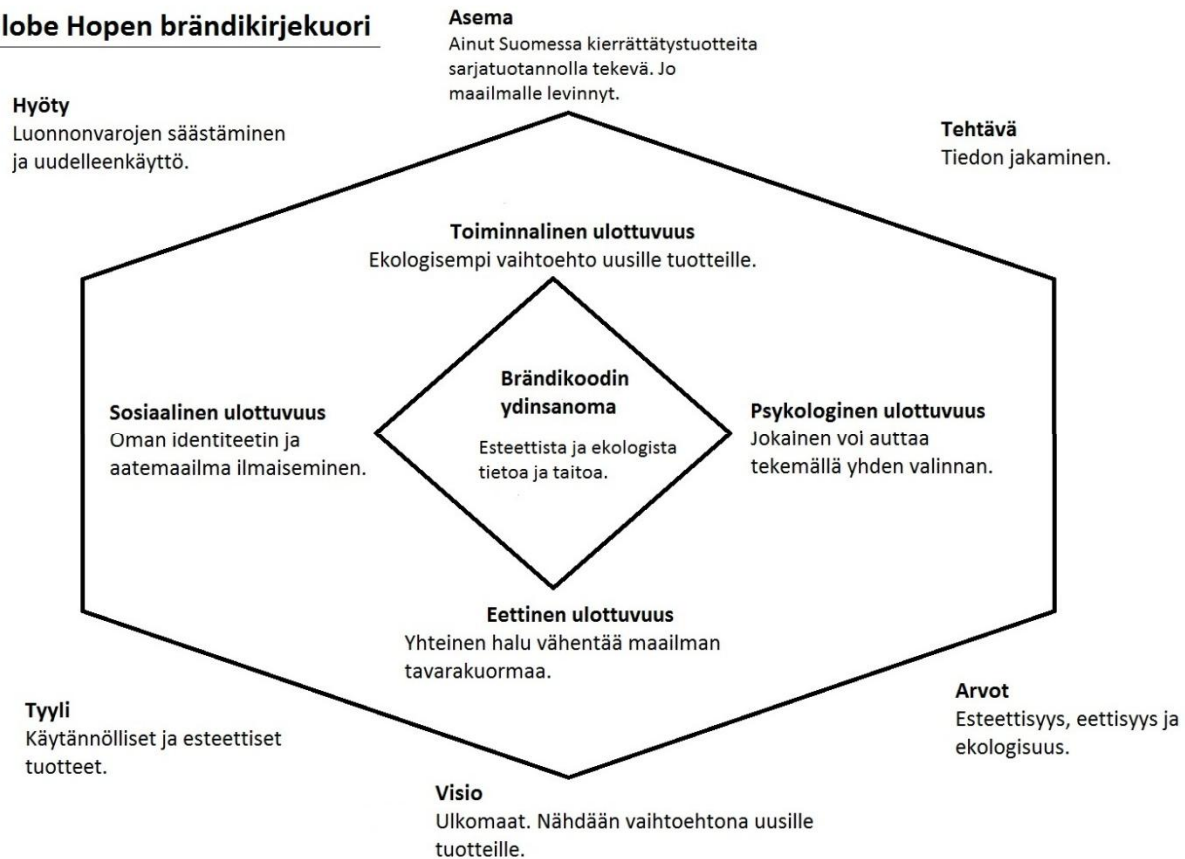 lobe Hopen brändikirjekuori
Asema
Ainut Suomessa kierrättätystuotteita
sarjatuotannolla tekevä. Jo
maailmalle levinnyt.
Hyöty
Luonnonvarojen säästäminen
ja uudelleenkäyttö.
Tehtävä
Tiedon jakaminen.
Toiminnalinen ulottuvuus
Ekologisempi vaihtoehto uusille tuotteille.
Sosiaalinen ulottuvuus
Oman identiteetin ja
aatemaailma ilmaiseminen.
Brändikoodin
ydinsanoma
Esteettista ja ekologista
tietoa ja taitoa.
Psykologinen ulottuvuus
Jokainen voi auttaa
tekemällä yhden valinnan.
Eettinen ulottuvuus
Yhteinen halu vähentää maailman
tavarakuormaa.
Tyyli
Käytännölliset ja esteettiset
tuotteet.
Arvot
Esteettisyys, eettisyys ja
ekologisuus.
Visio
Ulkomaat. Nähdään vaihtoehtona uusille
tuotteille.